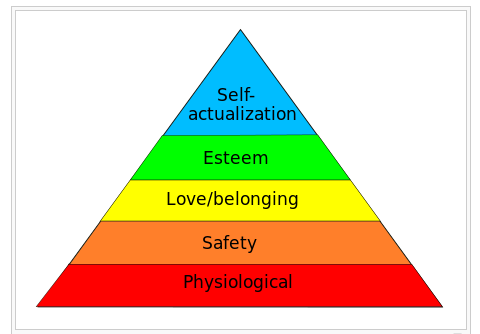 Self-
actualization
Esteem
Love/belonging
Safety
Physiological